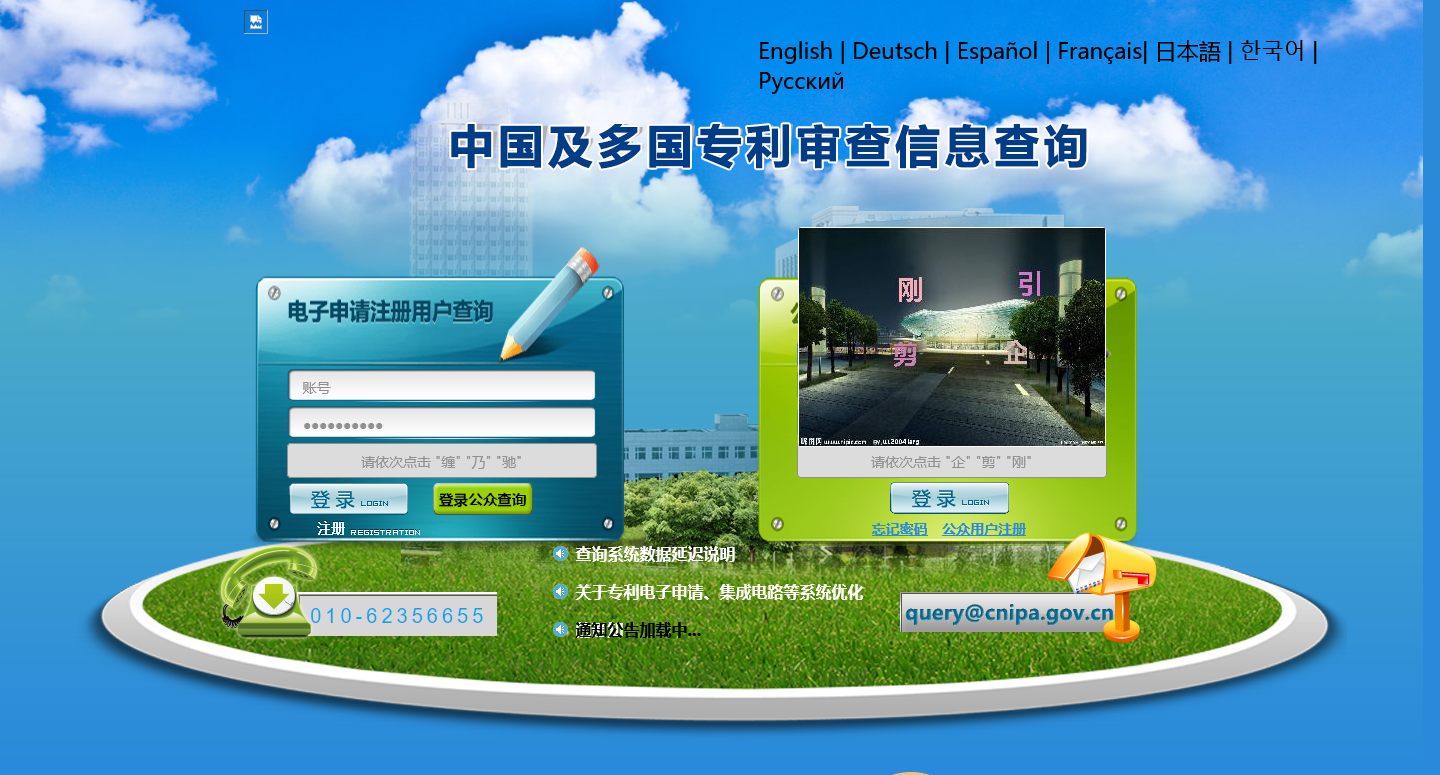 English | Deutsch | Español | Français| 日本語 | 한국어 |
Русский
中国及多国专利审查信息查询
电子申请注册用户查询
账号
请依次点击 "缠" "乃" "驰"
登录 LOGIN
登录公众查询
注册 REGISTRATION
刚
引
剪
企
请依次点击 "企" "剪" "刚"
登录 LOGIN
忘记密码 公众用户注册
查询系统数据延迟说明
关于专利电子申请、集成电路等系统优化
通知公告加载中...
010-62356655
query@cnipa.gov.cn